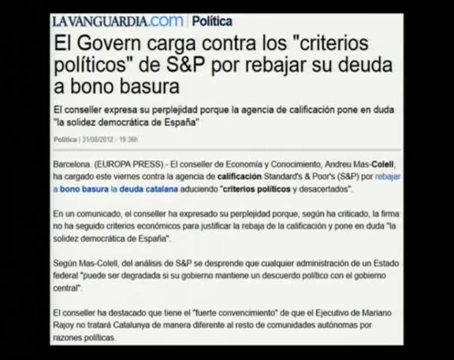 LAVANGUARDIA.com | Política
El Govern carga contra los "criterios
políticos" de S&P por rebajar su deuda
a bono basura
El conseller expresa su perplejidad porque la agencia de calificación pone en duda
"la solidez democrática de España"
Política | 31/08/2012 - 19:36h
Barcelona. (EUROPA PRESS).- El conseller de Economía y Conocimiento, Andreu Mas-Colell,
ha cargado este viernes contra la agencia de calificación Standard's & Poor's (S&P) por rebajar
a bono basura la deuda catalana aduciendo "criterios políticos y desacertados".
En un comunicado, el conseller ha expresado su perplejidad porque, según ha criticado, la firma
no ha seguido criterios económicos para justificar la rebaja de la calificación y pone en duda "la
solidez democrática de España".
Según Mas-Colell, del análisis de S&P se desprende que cualquier administración de un Estado
federal "puede ser degradada si su gobierno mantiene un descuerdo político con el gobierno
central".
El conseller ha destacado que tiene el "fuerte convencimiento" de que el Ejecutivo de Mariano
Rajoy no tratará Catalunya de manera diferente al resto de comunidades autónomas por
razones políticas.